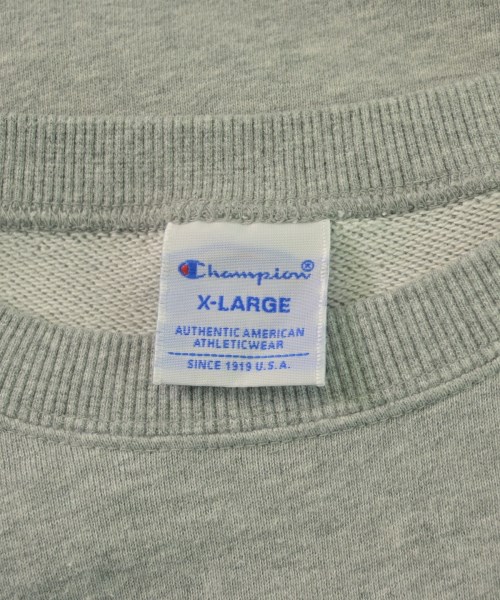 Champion®
X-LARGE
AUTHENTIC AMERICAN
ATHLETICWEAR
SINCE 1919 U.S.A.